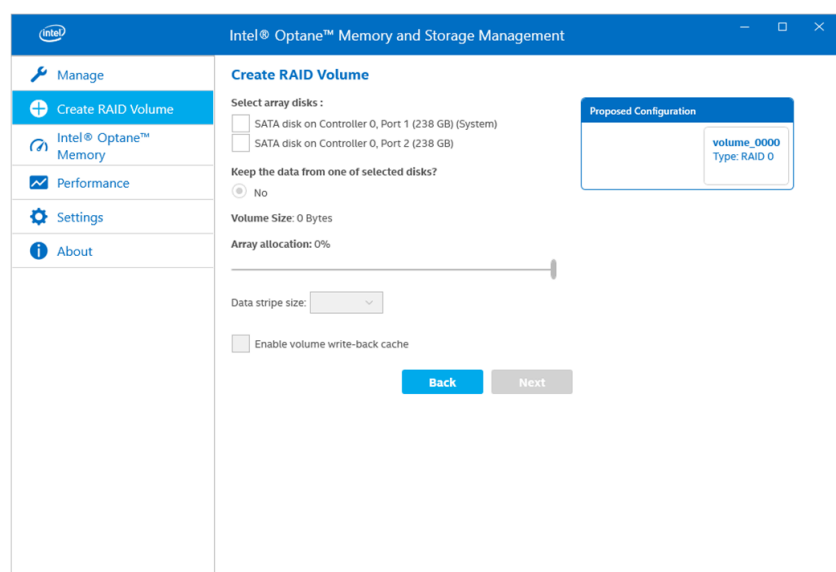 intel
Intel® Optane™ Memory and Storage Management
Manage
Create RAID Volume
Intel® Optane™
Memory
Performance
Settings
About
Create RAID Volume
Select array disks :
SATA disk on Controller 0, Port 1 (238 GB) (System)
SATA disk on Controller 0, Port 2 (238 GB)
Keep the data from one of selected disks?
No
Volume Size: 0 Bytes
Array allocation: 0%
Data stripe size:
Enable volume write-back cache
Back
Next
Proposed Configuration
volume_0000
Type: RAID 0